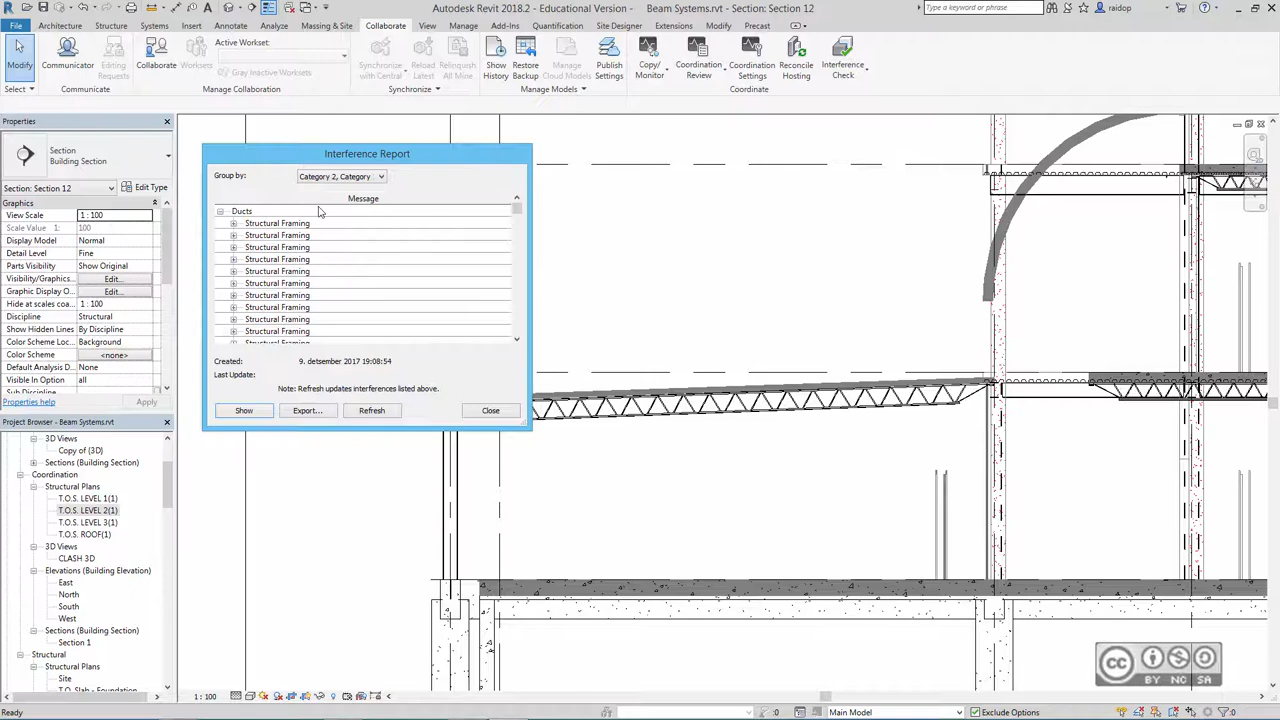 Autodesk Revit 2018.2 - Educational Version - Beam Systems.rvt - Section: Section 12
Type a keyword or phrase
raidop
File Architecture Structure Systems Insert Annotate Analyze Massing & Site Collaborate View Manage Add-Ins Quantification Site Designer Extensions Modify Precast
Modify
Select
Communicator
Editing Requests
Communicate
Collaborate
Worksets
Active Workset:
Gray Inactive Worksets
Manage Collaboration
Synchronize with Central
Reload Latest
Relinquish All Mine
Synchronize
Show History
Restore Backup
Manage Cloud Models
Publish Settings
Manage Models
Copy/ Monitor
Coordination Review
Coordination Settings
Reconcile Hosting
Interference Check
Coordinate
Properties
Section
Building Section
Section: Section 12
Edit Type
Graphics
View Scale 1 : 100
Scale Value 1: 100
Display Model Normal
Detail Level Fine
Parts Visibility Show Original
Visibility/Graphics... Edit...
Graphic Display O... Edit...
Hide at scales coa... 1 : 100
Discipline Structural
Show Hidden Lines By Discipline
Color Scheme Location Background
Color Scheme <none>
Default Analysis D... None
Visible In Option all
Properties help
Apply
Project Browser - Beam Systems.rvt
3D Views
Copy of (3D)
Sections (Building Section)
Coordination
Structural Plans
T.O.S. LEVEL 1(1)
T.O.S. LEVEL 2(1)
T.O.S. LEVEL 3(1)
T.O.S. ROOF(1)
3D Views
CLASH 3D
Elevations (Building Elevation)
East
North
South
West
Sections (Building Section)
Section 1
Structural
Structural Plans
Site
T.O. Slab - Foundation
Interference Report
Group by:
Category 2, Category
Message
Ducts
Structural Framing
Structural Framing
Structural Framing
Structural Framing
Structural Framing
Structural Framing
Structural Framing
Structural Framing
Structural Framing
Structural Framing
Structural Framing
Created: 9. detsember 2017 19:08:54
Last Update:
Note: Refresh updates interferences listed above.
Show
Export...
Refresh
Close
cc
BY NC SA
1 : 100
Ready
:0
Main Model
Exclude Options
:0